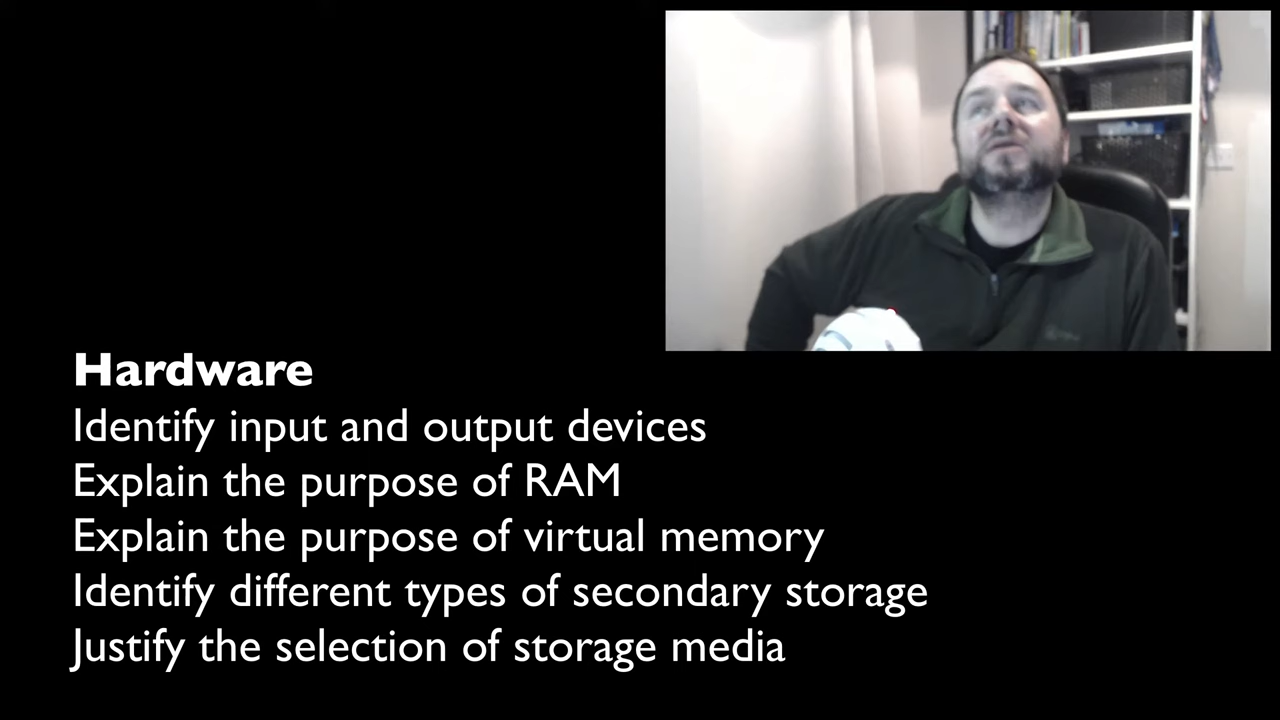 Hardware
Identify input and output devices
Explain the purpose of RAM
Explain the purpose of virtual memory
Identify different types of secondary storage
Justify the selection of storage media